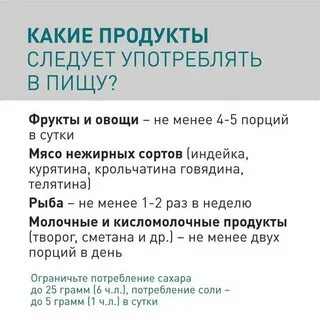 КАКИЕ ПРОДУКТЫ
СЛЕДУЕТ УПОТРЕБЛЯТЬ
В ПИЩУ?
Фрукты и овощи – не менее 4-5 порций
в сутки
Мясо нежирных сортов (индейка,
курятина, крольчатина говядина,
телятина)
Рыба – не менее 1-2 раз в неделю
Молочные и кисломолочные продукты
(творог, сметана и др.) – не менее двух
порций в день
Ограничьте потребление сахара
до 25 грамм (6 ч.л.), потребление соли –
до 5 грамм (1 ч.л.) в сутки